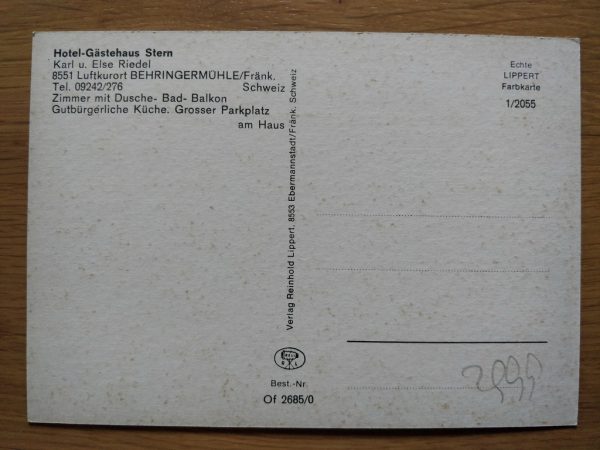 Hotel-Gästehaus Stern
Karl u. Else Riedel
8551 Luftkurort BEHRINGERMÜHLE/Fränk.
Tel. 09242/276 Schweiz
Zimmer mit Dusche- Bad- Balkon
Gutbürgerliche Küche. Grosser Parkplatz
am Haus
Echte
LIPPERT
Farbkarte
1/2055
Verlag Reinhold Lippert, 8553 Ebermannstadt/Fränk. Schweiz
Best.-Nr.
Of 2685/0